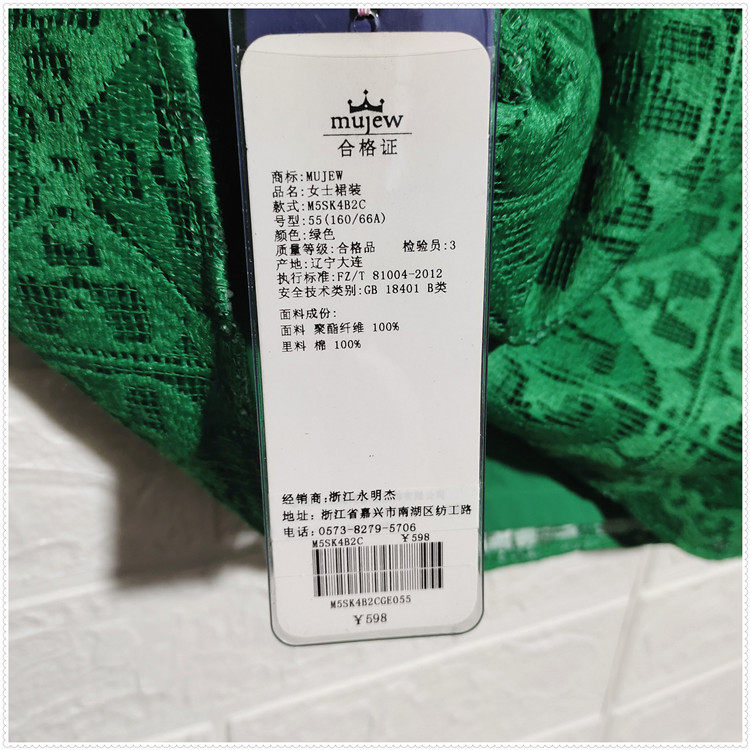 mujew
合格证
商标:MUJEW
品名:女士裙装
款式:M5SK4B2C
号型:55(160/66A)
颜色:绿色
质量等级:合格品 检验员:3
产地:辽宁大连
执行标准:FZ/T 81004-2012
安全技术类别:GB 18401 B类
面料成份:
面料 聚酯纤维 100%
里料 棉 100%
经销商:浙江永明杰
地址: 浙江省嘉兴市南湖区纺工路
电话:0573-8279-5706
M5SK4B2C ￥598
M5SK4B2CGE055
￥598